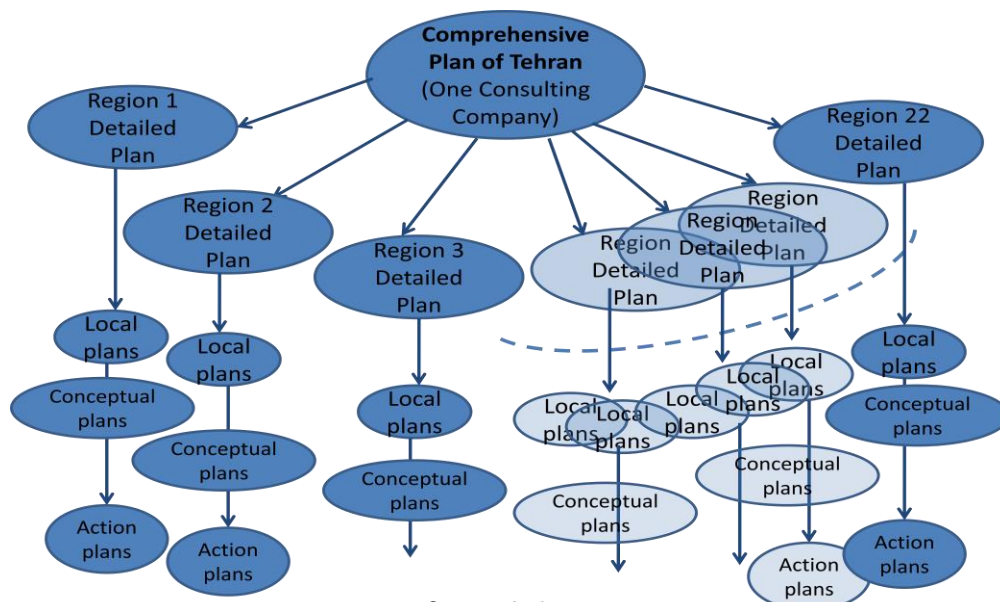 Comprehensive
Plan of Tehran
(One Consulting
Company)
Region 1
Detailed
Plan
Region 2
Detailed
Plan
Region 3
Detailed
Plan
Region
Detailed
Plan
Region
Detailed
Plan
Region
Detailed
Plan
Region 22
Detailed
Plan
Local
plans
Conceptual
plans
Action
plans
Local
plans
Conceptual
plans
Action
plans
Local
plans
Conceptual
plans
Local
plans
Local
plans
Local
plans
Local
plans
Local
plans
Conceptual
plans
Conceptual
plans
Action
plans
Local
plans
Conceptual
plans
Action
plans